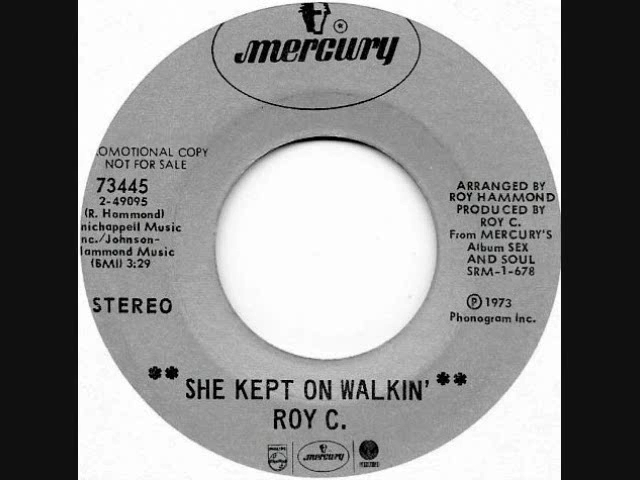 mercury
OMOTIONAL COPY
NOT FOR SALE
73445
2-49095
(R. Hammond)
nichappell Music
nc./Johnson-
ammond Music
(BMI) 3:29
STEREO
ARRANGED BY
ROY HAMMOND
PRODUCED BY
ROY C.
From MERCURY'S
Album SEX
AND SOUL
SRM-1-678
Ⓟ 1973
Phonogram Inc.
** SHE KEPT ON WALKIN' **
ROY C.
mercury